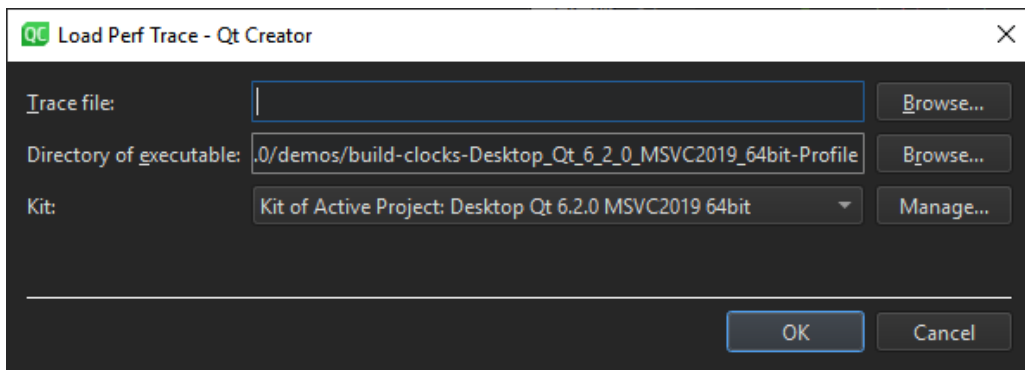 QC Load Perf Trace - Qt Creator
Trace file: Browse...
Directory of executable: .0/demos/build-clocks-Desktop_Qt_6_2_0_MSVC2019_64bit-Profile Browse...
Kit: Kit of Active Project: Desktop Qt 6.2.0 MSVC2019 64bit Manage...
OK Cancel